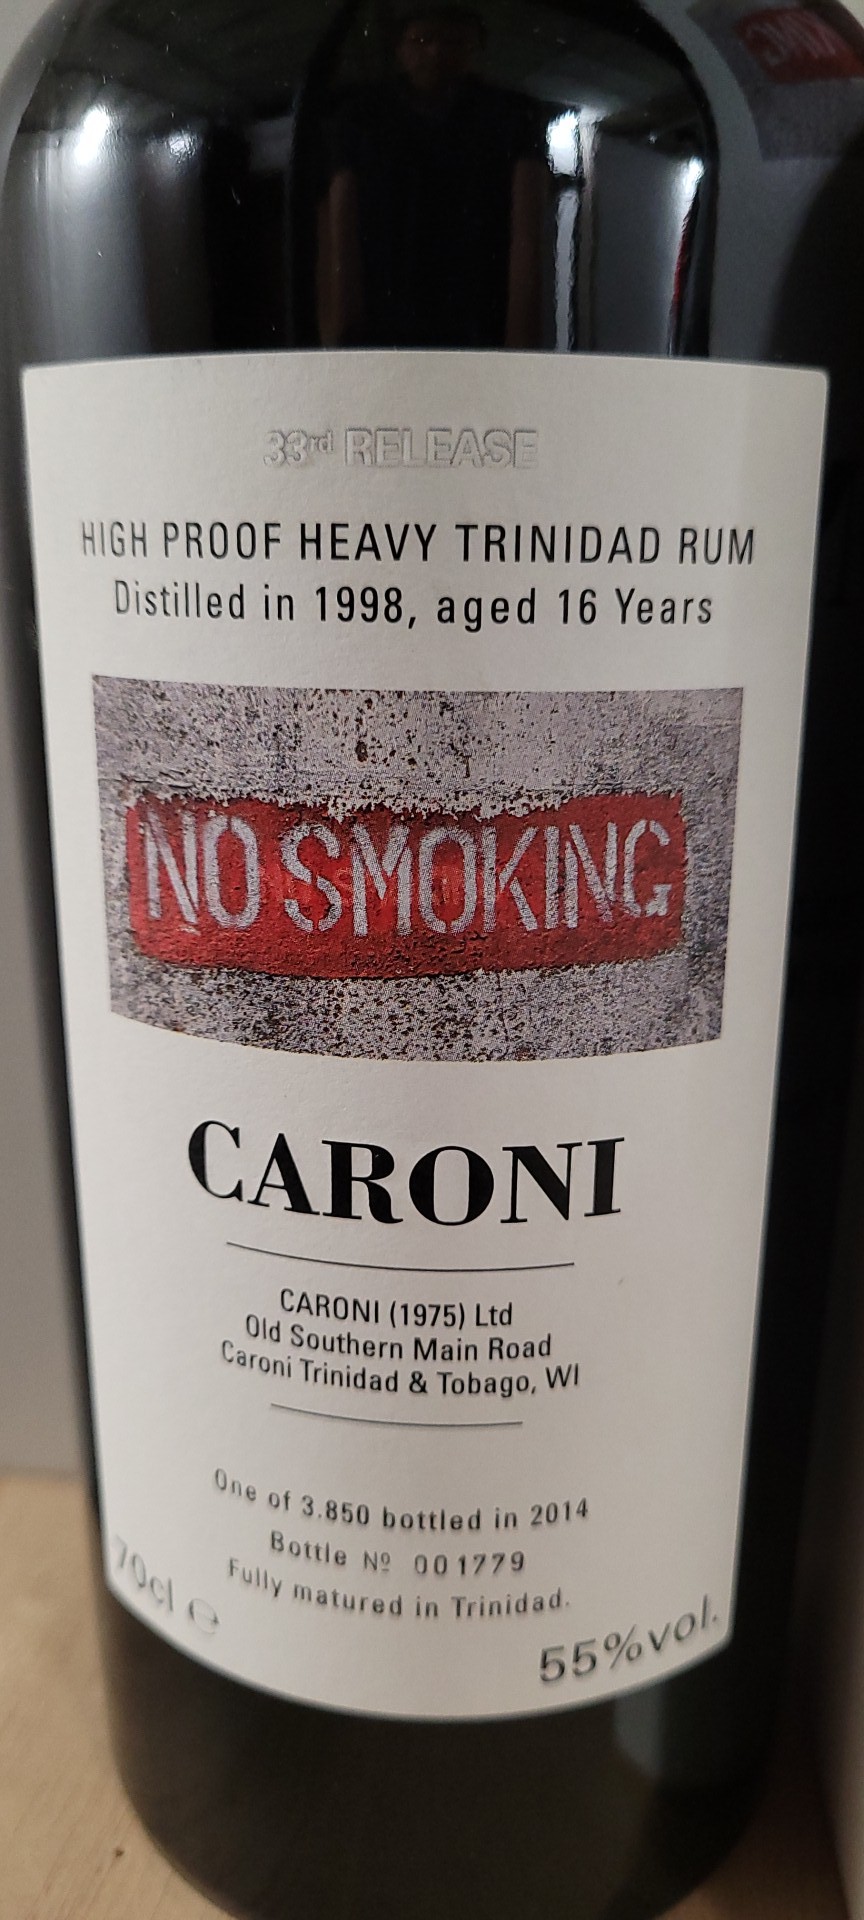 33rd RELEASE
HIGH PROOF HEAVY TRINIDAD RUM
Distilled in 1998, aged 16 Years
NO SMOKING
CARONI
CARONI (1975) Ltd
Old Southern Main Road
Caroni Trinidad & Tobago, WI
One of 3.850 bottled in 2014
Bottle Nº 001779
Fully matured in Trinidad.
70cl ℮
55%vol.